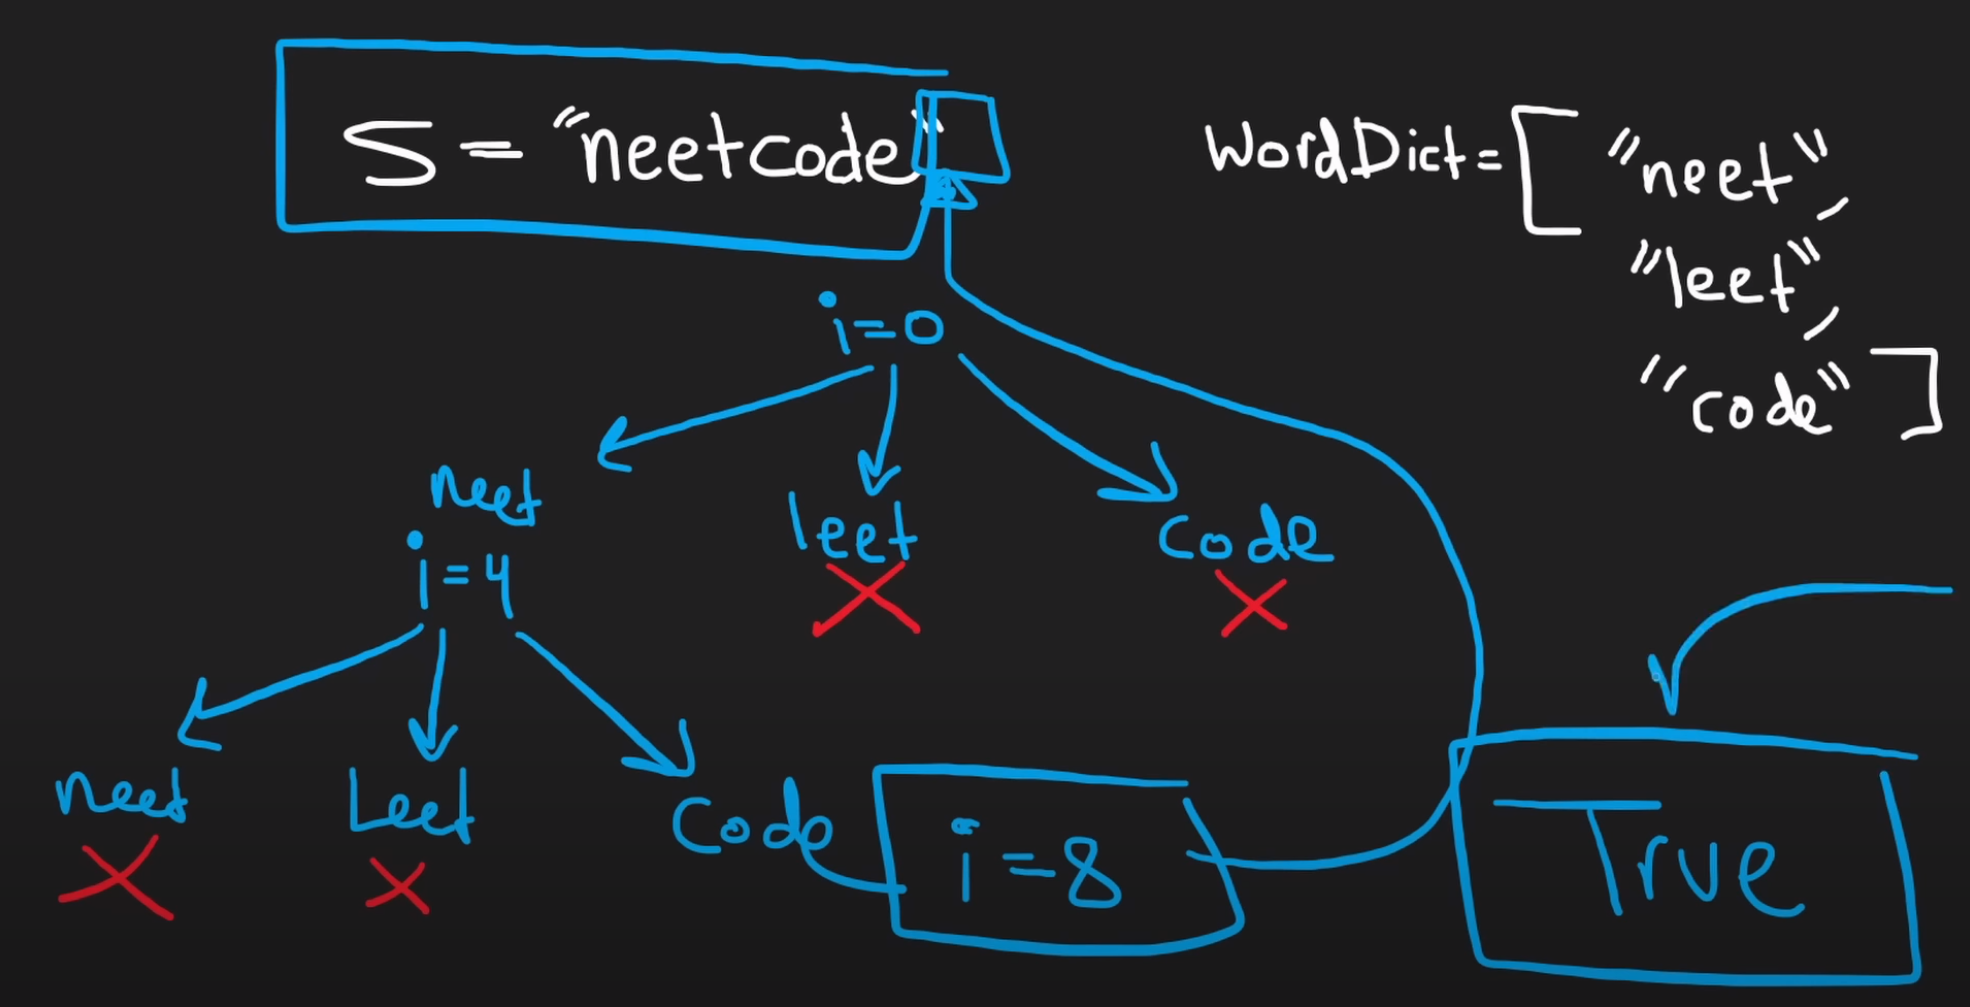 S = "neetcode"
WordDict = [ "neet",
"leet",
"code" ]
i=0
neet
leet
code
i=4
neet
Leet
Code
i=8
True